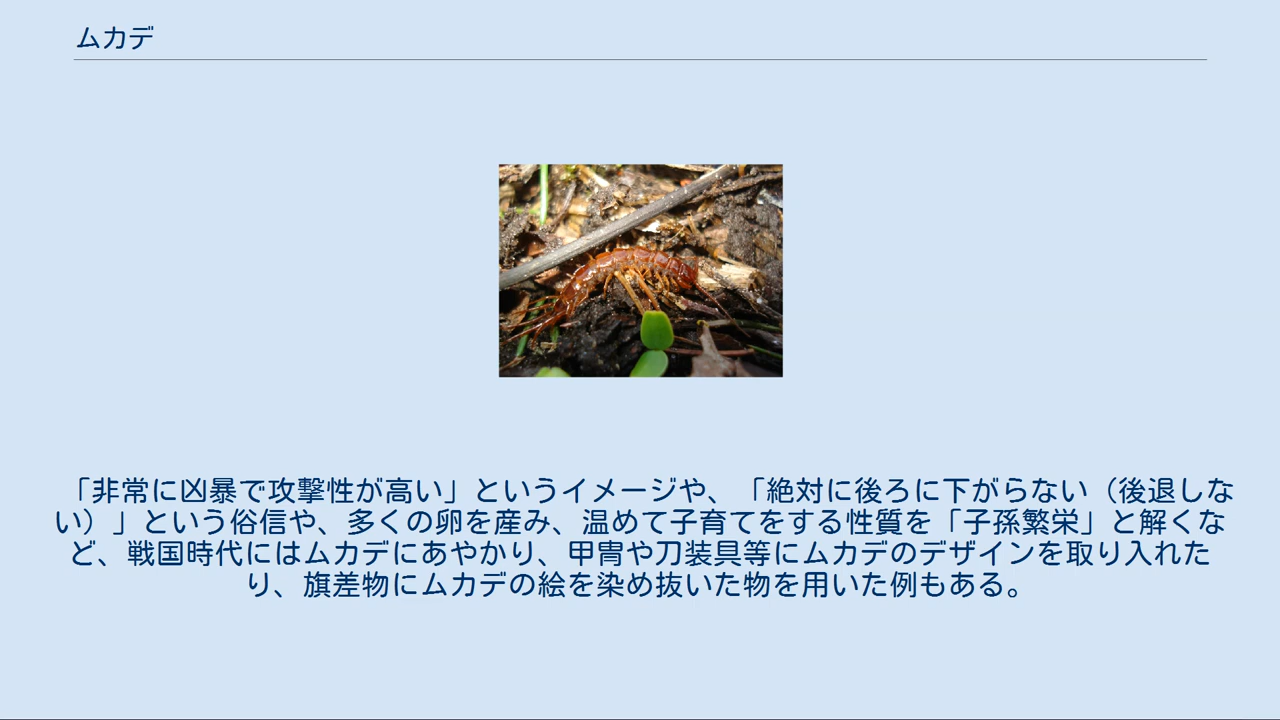 ムカデ
「非常に凶暴で攻撃性が高い」というイメージや、「絶対に後ろに下がらない（後退しな
い）」という俗信や、多くの卵を産み、温めて子育てをする性質を「子孫繁栄」と解くな
ど、戦国時代にはムカデにあやかり、甲冑や刀装具等にムカデのデザインを取り入れた
り、旗差物にムカデの絵を染め抜いた物を用いた例もある。